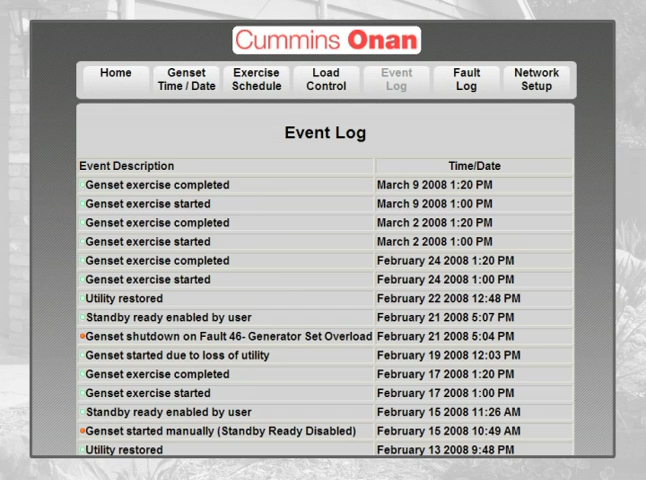 Cummins Onan
Home Genset Exercise Load Event Fault Network
Time / Date Schedule Control Log Log Setup
Event Log
Event Description Time/Date
Genset exercise completed March 9 2008 1:20 PM
Genset exercise started March 9 2008 1:00 PM
Genset exercise completed March 2 2008 1:20 PM
Genset exercise started March 2 2008 1:00 PM
Genset exercise completed February 24 2008 1:20 PM
Genset exercise started February 24 2008 1:00 PM
Utility restored February 22 2008 12:48 PM
Standby ready enabled by user February 21 2008 5:07 PM
Genset shutdown on Fault 46- Generator Set Overload February 21 2008 5:04 PM
Genset started due to loss of utility February 19 2008 12:03 PM
Genset exercise completed February 17 2008 1:20 PM
Genset exercise started February 17 2008 1:00 PM
Standby ready enabled by user February 15 2008 11:26 AM
Genset started manually (Standby Ready Disabled) February 15 2008 10:49 AM
Utility restored February 13 2008 9:48 PM